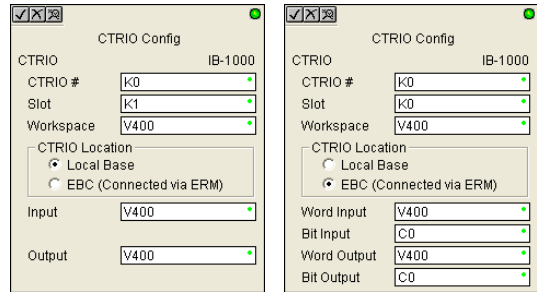 CTRIO Config
CTRIO IB-1000
CTRIO # K0
Slot K1
Workspace V400
CTRIO Location
Local Base
EBC (Connected via ERM)
Input V400
Output V400
CTRIO Config
CTRIO IB-1000
CTRIO # K0
Slot K0
Workspace V400
CTRIO Location
Local Base
EBC (Connected via ERM)
Word Input V400
Bit Input C0
Word Output V400
Bit Output C0